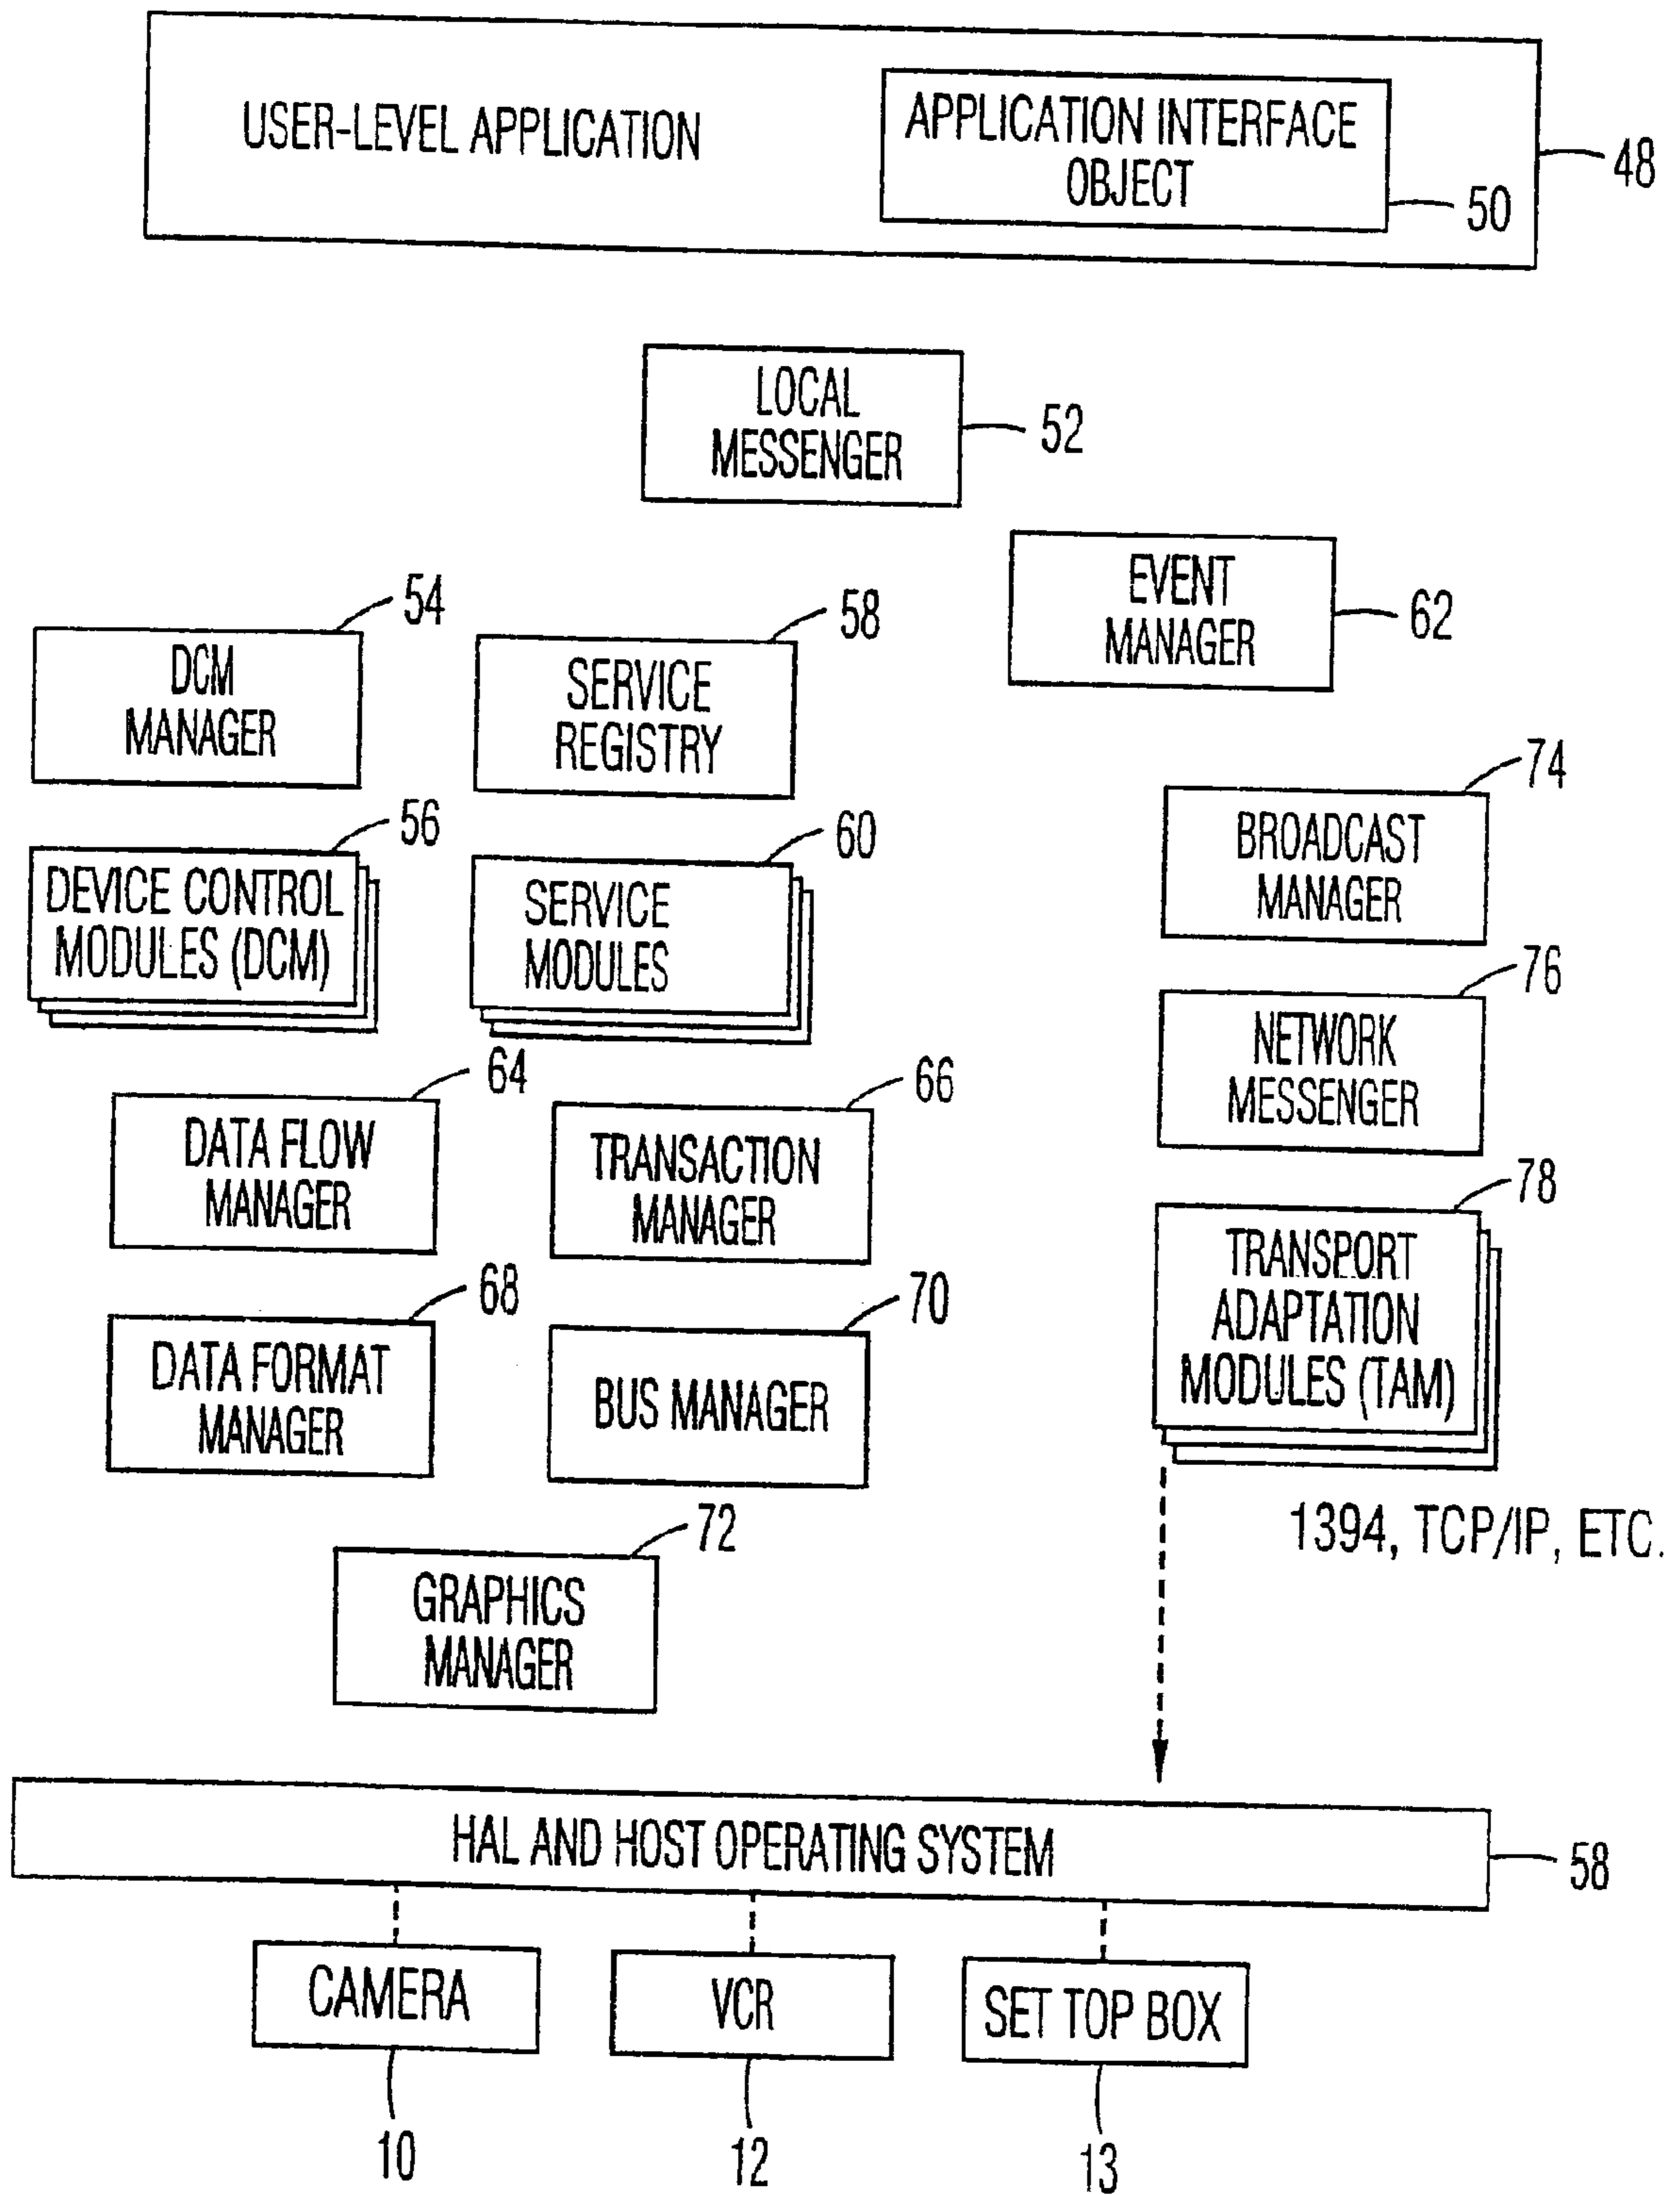 USER-LEVEL APPLICATION
APPLICATION INTERFACE
OBJECT
50
48
LOCAL
MESSENGER
52
EVENT
MANAGER
62
54
DCM
MANAGER
58
SERVICE
REGISTRY
56
DEVICE CONTROL
MODULES (DCM)
60
SERVICE
MODULES
74
BROADCAST
MANAGER
76
NETWORK
MESSENGER
64
DATA FLOW
MANAGER
66
TRANSACTION
MANAGER
78
TRANSPORT
ADAPTATION
MODULES (TAM)
68
DATA FORMAT
MANAGER
70
BUS MANAGER
1394, TCP/IP, ETC.
72
GRAPHICS
MANAGER
HAL AND HOST OPERATING SYSTEM
58
CAMERA
VCR
SET TOP BOX
10
12
13